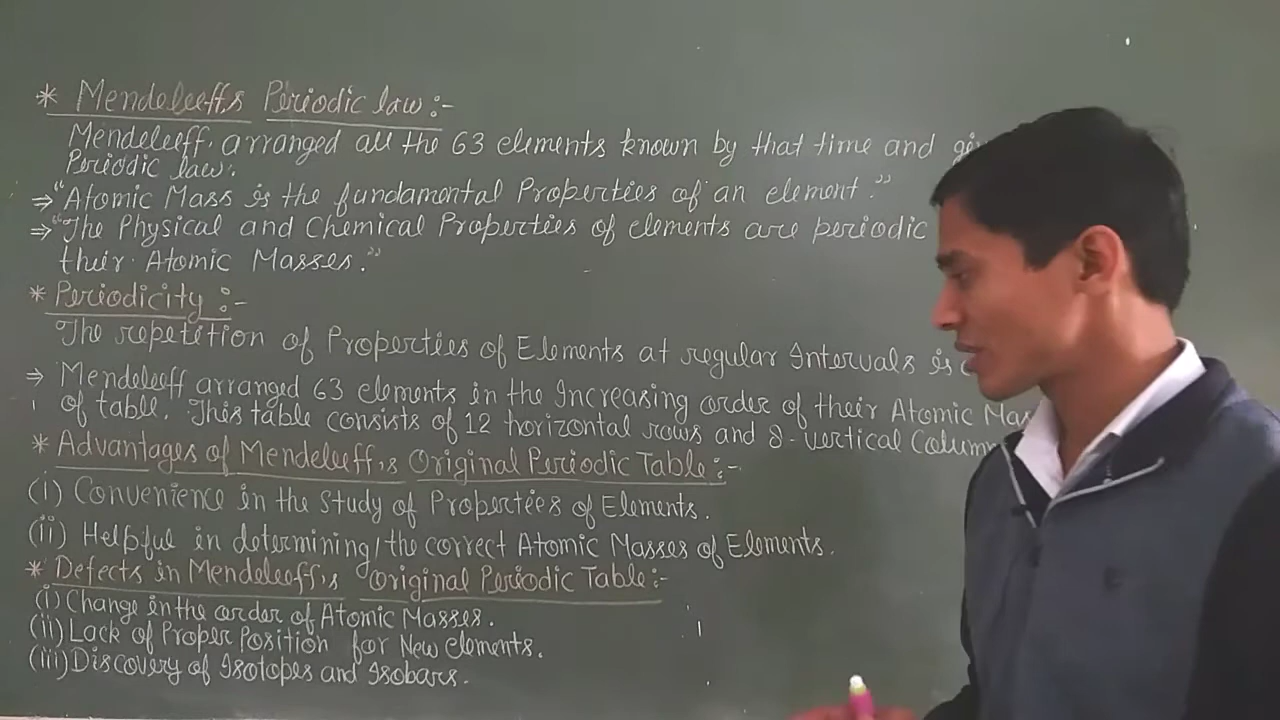 * Mendeleeff,s Periodic law :-
Mendeleeff. arranged all the 63 elements known by that time and
Periodic law.
⇒ "Atomic Mass is the fundamental Properties of an element."
⇒ "The Physical and Chemical Properties of elements are periodic
their Atomic Masses."
* Periodicity :-
The repetition of Properties of Elements at regular Intervals is
⇒ Mendeleeff arranged 63 elements in the Increasing order of their Atomic Mas
of table. This table consists of 12 horizontal rows and 8-vertical Column
* Advantages of Mendeleeff,s Original Periodic Table :-
(i) Convenience in the Study of Properties of Elements.
(ii) Helpful in determining the correct Atomic Masses of Elements.
* Defects in Mendeleeff,s Original Periodic Table :-
(i) Change in the order of Atomic Masses.
(ii) Lack of Proper Position for New elements.
(iii) Discovery of Isotopes and Isobars.